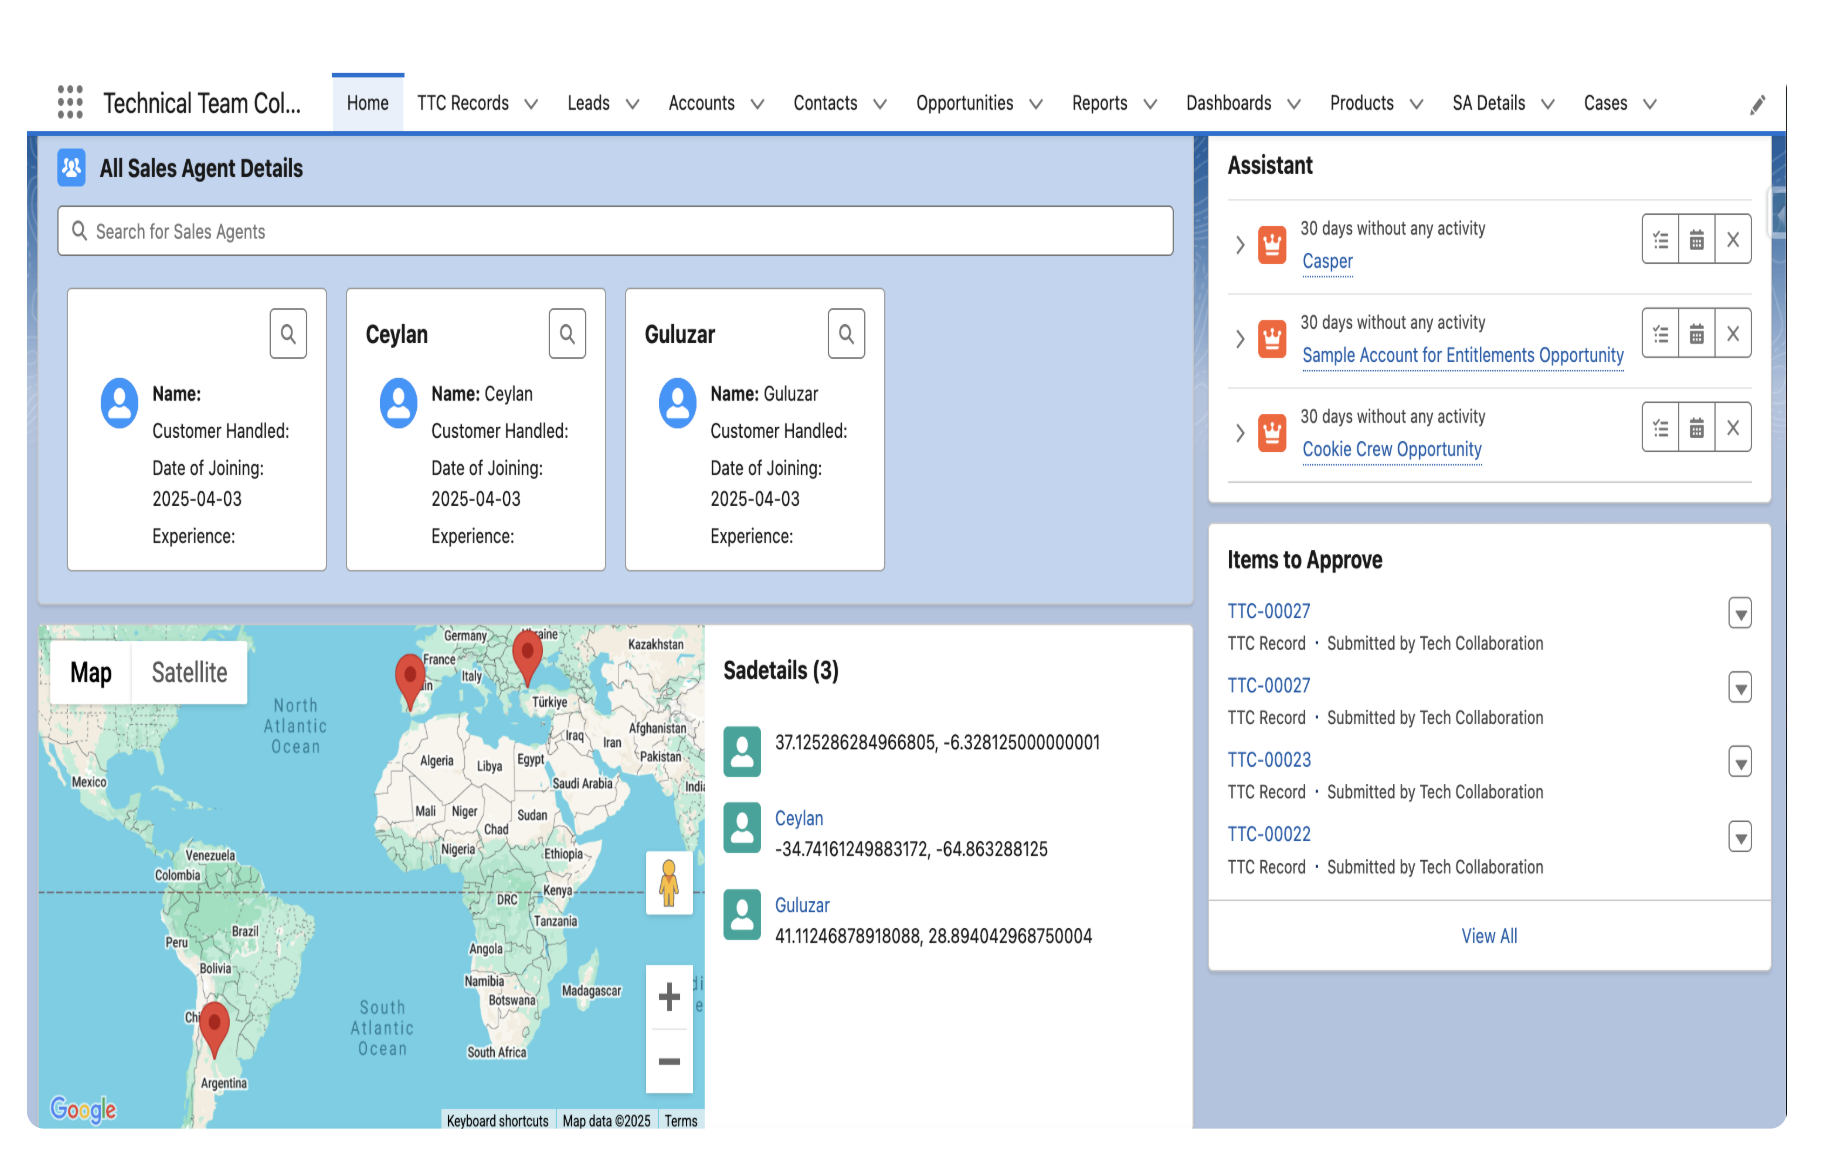 Technical Team Col...
Home
TTC Records
Leads
Accounts
Contacts
Opportunities
Reports
Dashboards
Products
SA Details
Cases
All Sales Agent Details
Search for Sales Agents
Name:
Customer Handled:
Date of Joining:
2025-04-03
Experience:
Ceylan
Name: Ceylan
Customer Handled:
Date of Joining:
2025-04-03
Experience:
Guluzar
Name: Guluzar
Customer Handled:
Date of Joining:
2025-04-03
Experience:
Map
Satellite
North
Atlantic
Ocean
Germany
France
Italy
Türkiye
Kazakhstan
Afghanistan
Iraq
Iran
Pakistan
Algeria
Libya
Egypt
Saudi Arabia
Mexico
Mali
Niger
Chad
Sudan
Nigeria
Ethiopia
Venezuela
Colombia
Kenya
DRC
Tanzania
Brazil
Peru
Angola
Bolivia
Namibia
Botswana
Madagascar
South
Atlantic
Ocean
South Africa
Argentina
Google
Keyboard shortcuts
Map data ©2025
Terms
Sadetails (3)
37.125286284966805, -6.328125000000001
Ceylan
-34.74161249883172, -64.863288125
Guluzar
41.11246878918088, 28.894042968750004
Assistant
30 days without any activity
Casper
30 days without any activity
Sample Account for Entitlements Opportunity
30 days without any activity
Cookie Crew Opportunity
Items to Approve
TTC-00027
TTC Record • Submitted by Tech Collaboration
TTC-00027
TTC Record • Submitted by Tech Collaboration
TTC-00023
TTC Record • Submitted by Tech Collaboration
TTC-00022
TTC Record • Submitted by Tech Collaboration
View All